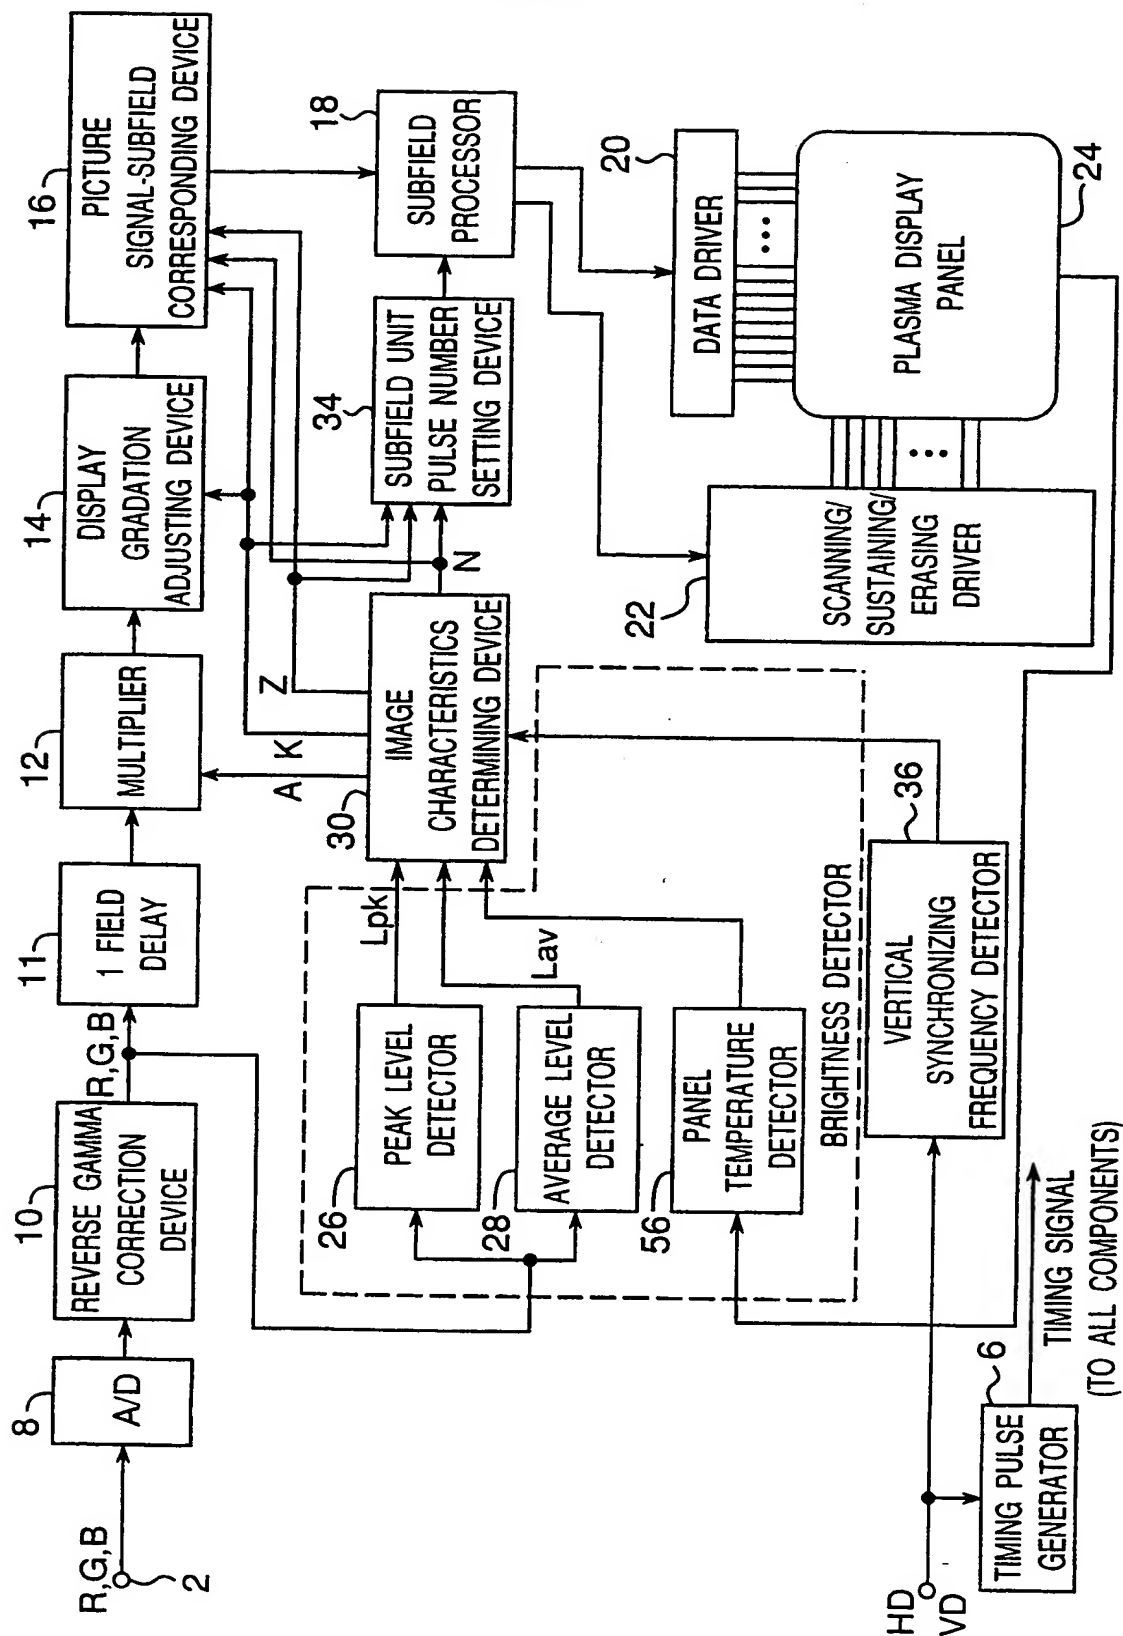 R,G,B
2
8
A/D
10
REVERSE GAMMA
CORRECTION
DEVICE
R,G,B
11
1 FIELD
DELAY
12
MULTIPLIER
14
DISPLAY
GRADATION
ADJUSTING DEVICE
16
PICTURE
SIGNAL-SUBFIELD
CORRESPONDING DEVICE
A
K
Z
30
IMAGE
CHARACTERISTICS
DETERMINING DEVICE
N
34
SUBFIELD UNIT
PULSE NUMBER
SETTING DEVICE
18
SUBFIELD
PROCESSOR
26
PEAK LEVEL
DETECTOR
Lpk
28
AVERAGE LEVEL
DETECTOR
Lav
56
PANEL
TEMPERATURE
DETECTOR
BRIGHTNESS DETECTOR
22
SCANNING/
SUSTAINING/
ERASING
DRIVER
20
DATA DRIVER
PLASMA DISPLAY
PANEL
24
36
VERTICAL
SYNCHRONIZING
FREQUENCY DETECTOR
HD
VD
6
TIMING PULSE
GENERATOR
TIMING SIGNAL
(TO ALL COMPONENTS)